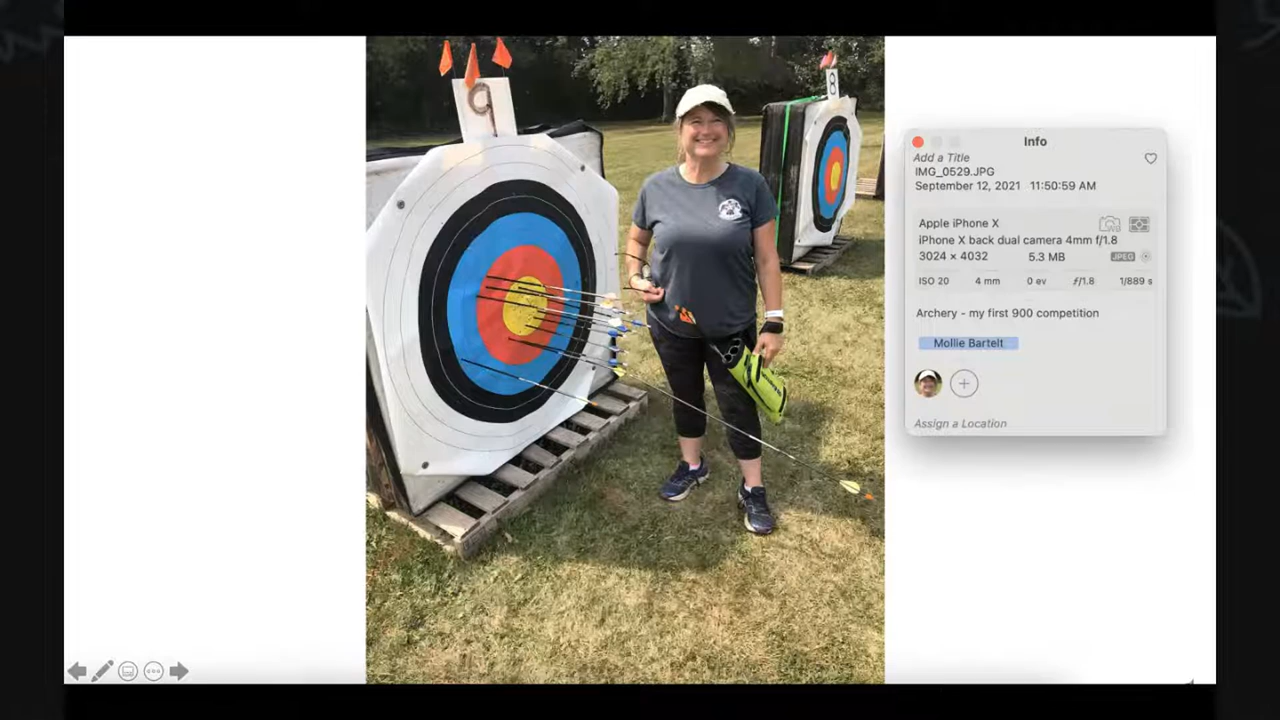 9
8
Info
Add a Title
IMG_0529.JPG
September 12, 2021 11:50:59 AM
Apple iPhone X
iPhone X back dual camera 4mm f/1.8
3024 × 4032 5.3 MB JPEG
ISO 20 4 mm 0 ev ƒ/1.8 1/889 s
Archery - my first 900 competition
Mollie Bartelt
Assign a Location